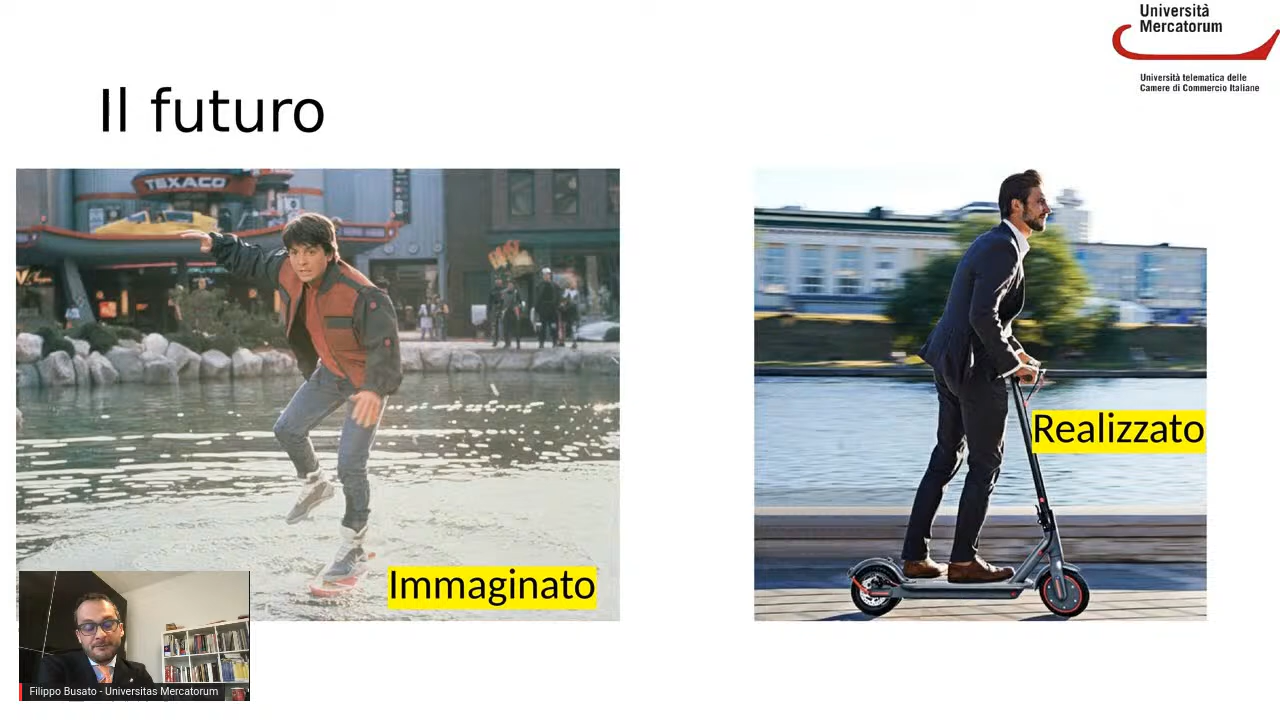 Università
Mercatorum
Università telematica delle
Camere di Commercio Italiane
Il futuro
TEXACO
Realizzato
Immaginato
Filippo Busato - Universitas Mercatorum